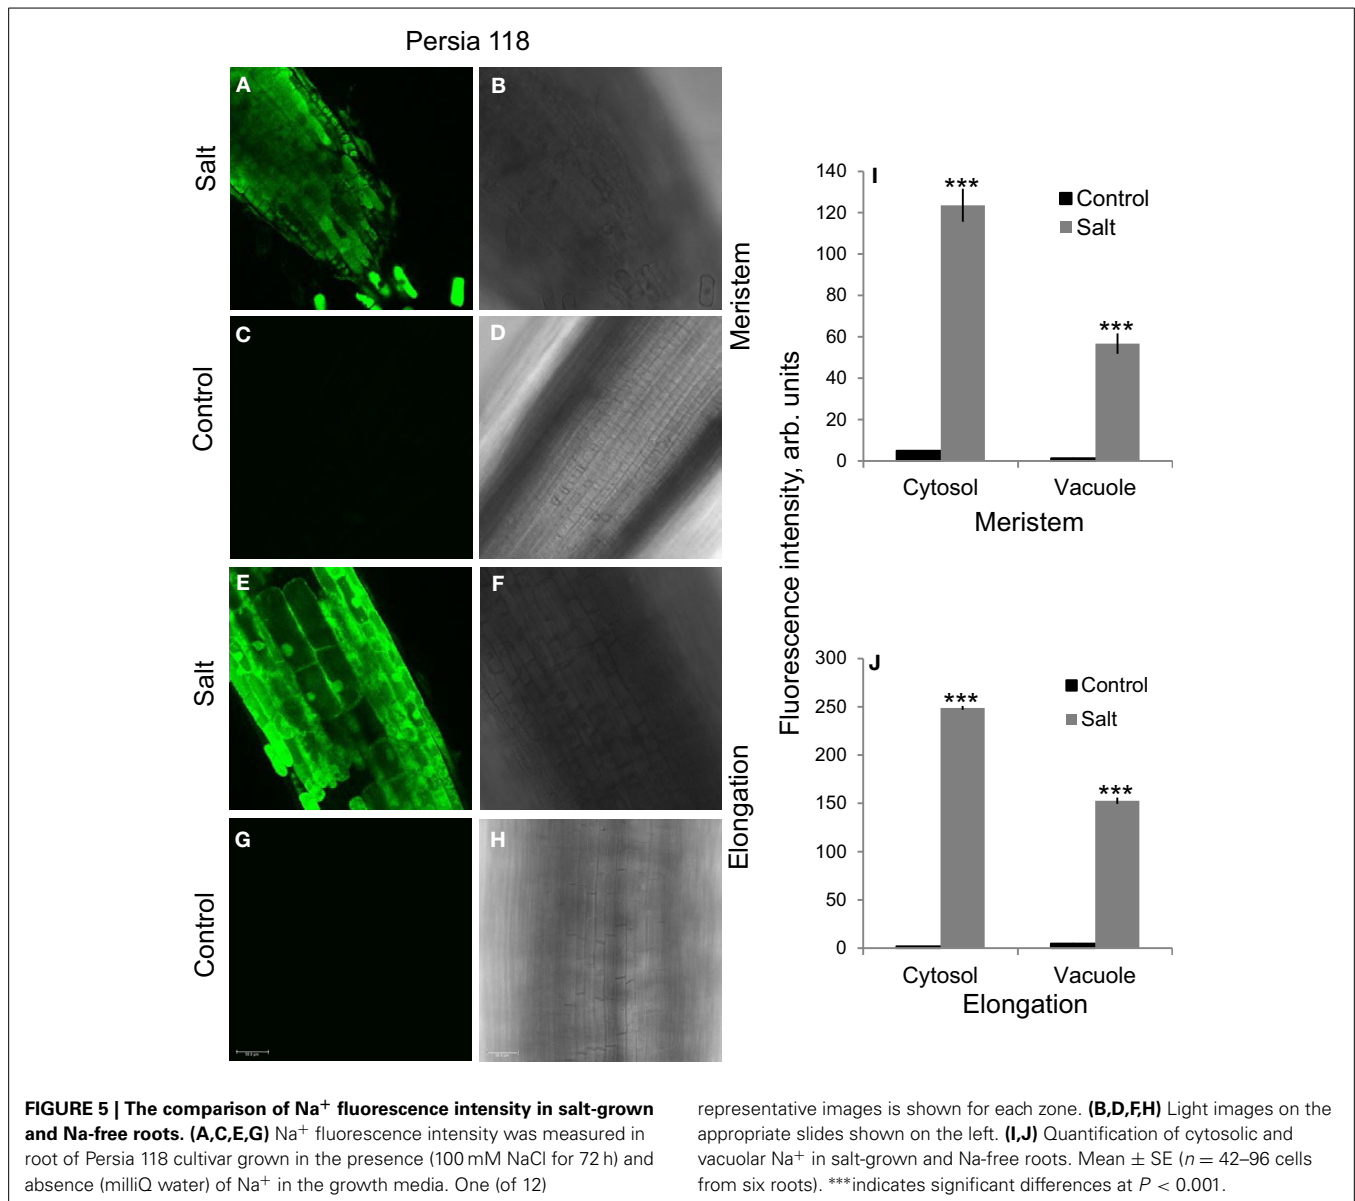 Persia 118
A
B
Salt
C
D
Control
Meristem
E
F
Salt
G
H
Control
Elongation
Fluorescence intensity, arb. units
I
140
120
100
80
60
40
20
0
***
***
Control
Salt
Cytosol
Vacuole
Meristem
J
300
250
200
150
100
50
0
***
***
Control
Salt
Cytosol
Vacuole
Elongation
FIGURE 5 | The comparison of Na+ fluorescence intensity in salt-grown
and Na-free roots. (A,C,E,G) Na+ fluorescence intensity was measured in
root of Persia 118 cultivar grown in the presence (100 mM NaCl for 72 h) and
absence (milliQ water) of Na+ in the growth media. One (of 12)
representative images is shown for each zone. (B,D,F,H) Light images on the
appropriate slides shown on the left. (I,J) Quantification of cytosolic and
vacuolar Na+ in salt-grown and Na-free roots. Mean ± SE (n = 42–96 cells
from six roots). ***indicates significant differences at P < 0.001.